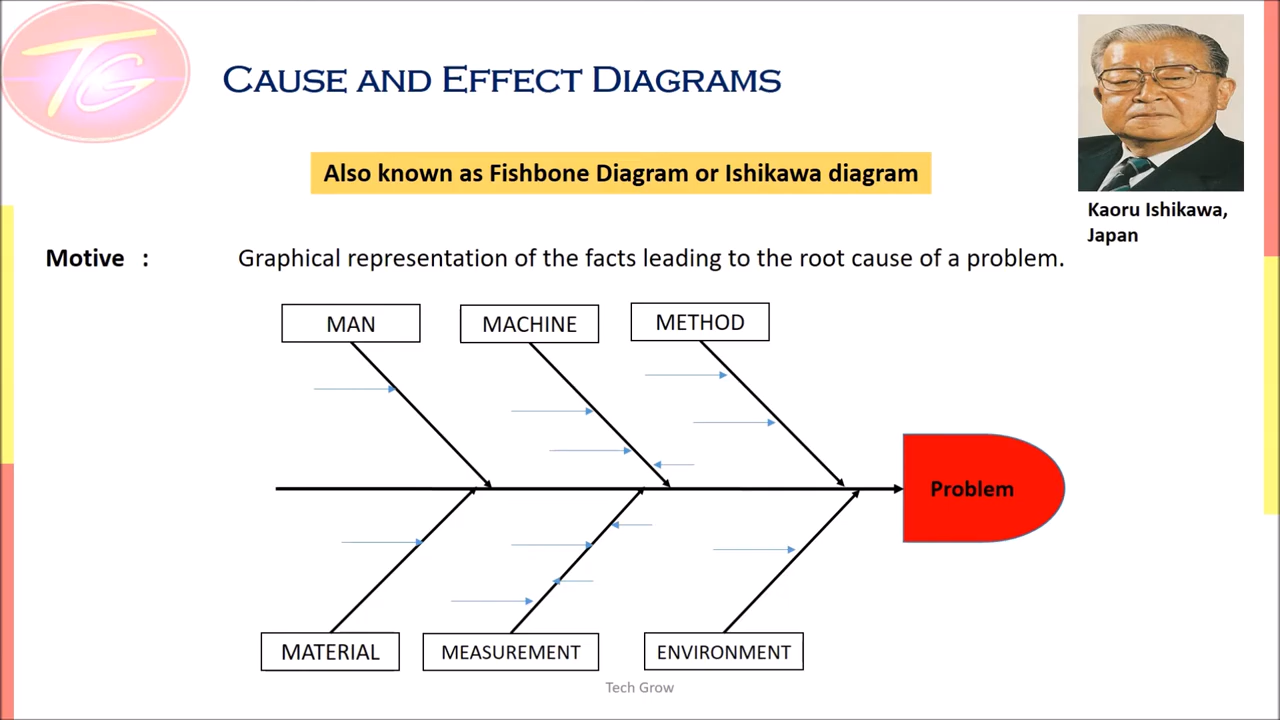 TG
CAUSE AND EFFECT DIAGRAMS
Also known as Fishbone Diagram or Ishikawa diagram
Kaoru Ishikawa,
Japan
Motive : Graphical representation of the facts leading to the root cause of a problem.
MAN MACHINE METHOD
Problem
MATERIAL MEASUREMENT ENVIRONMENT
Tech Grow